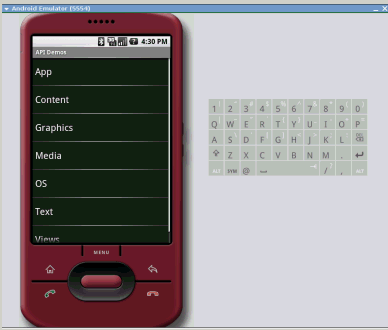 Android Emulator (5554)
4:30 PM
API Demos
App
Content
Graphics
Media
OS
Text
Views
MENU
1 2 3 4 5 6 7 8 9 0
Q W E R T Y U I O P
A S D F G H J K L DEL
Z X C V B N M .
ALT SYM @ / , ALT